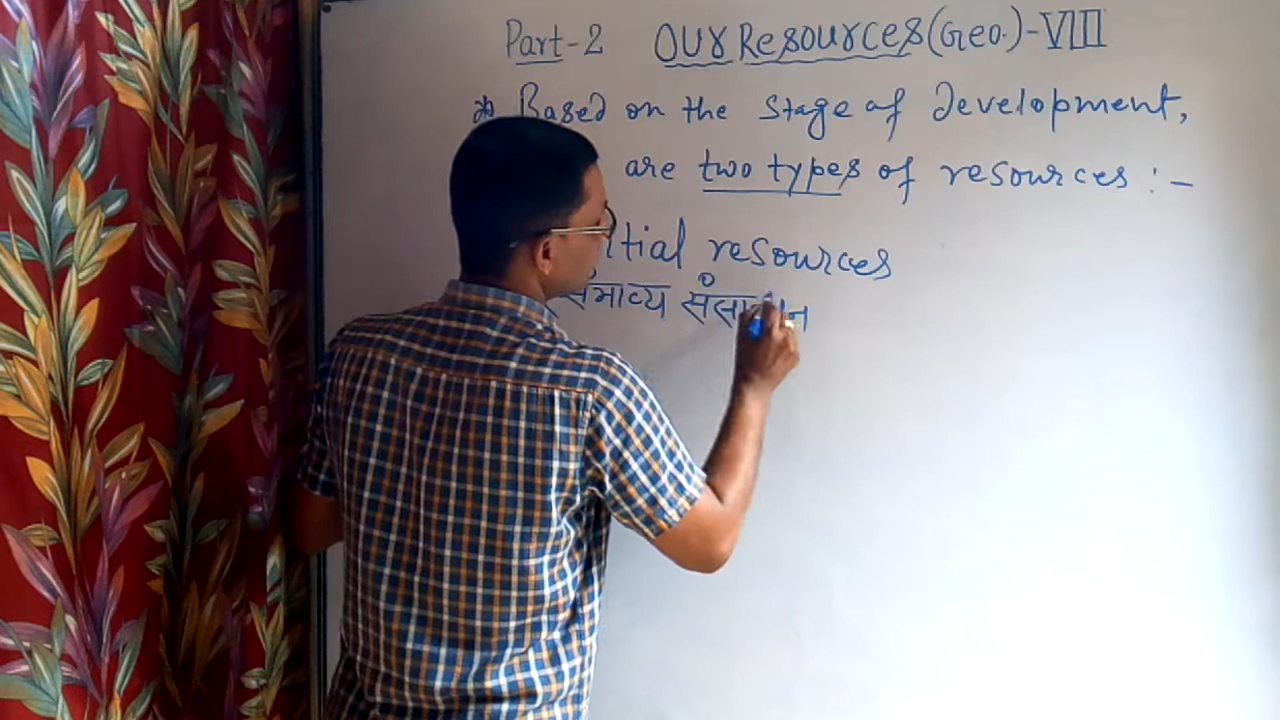 Part-2 Our Resources (Geo.)-VIII
* Based on the stage of development,
are two types of resources :-
tial resources
संभाव्य